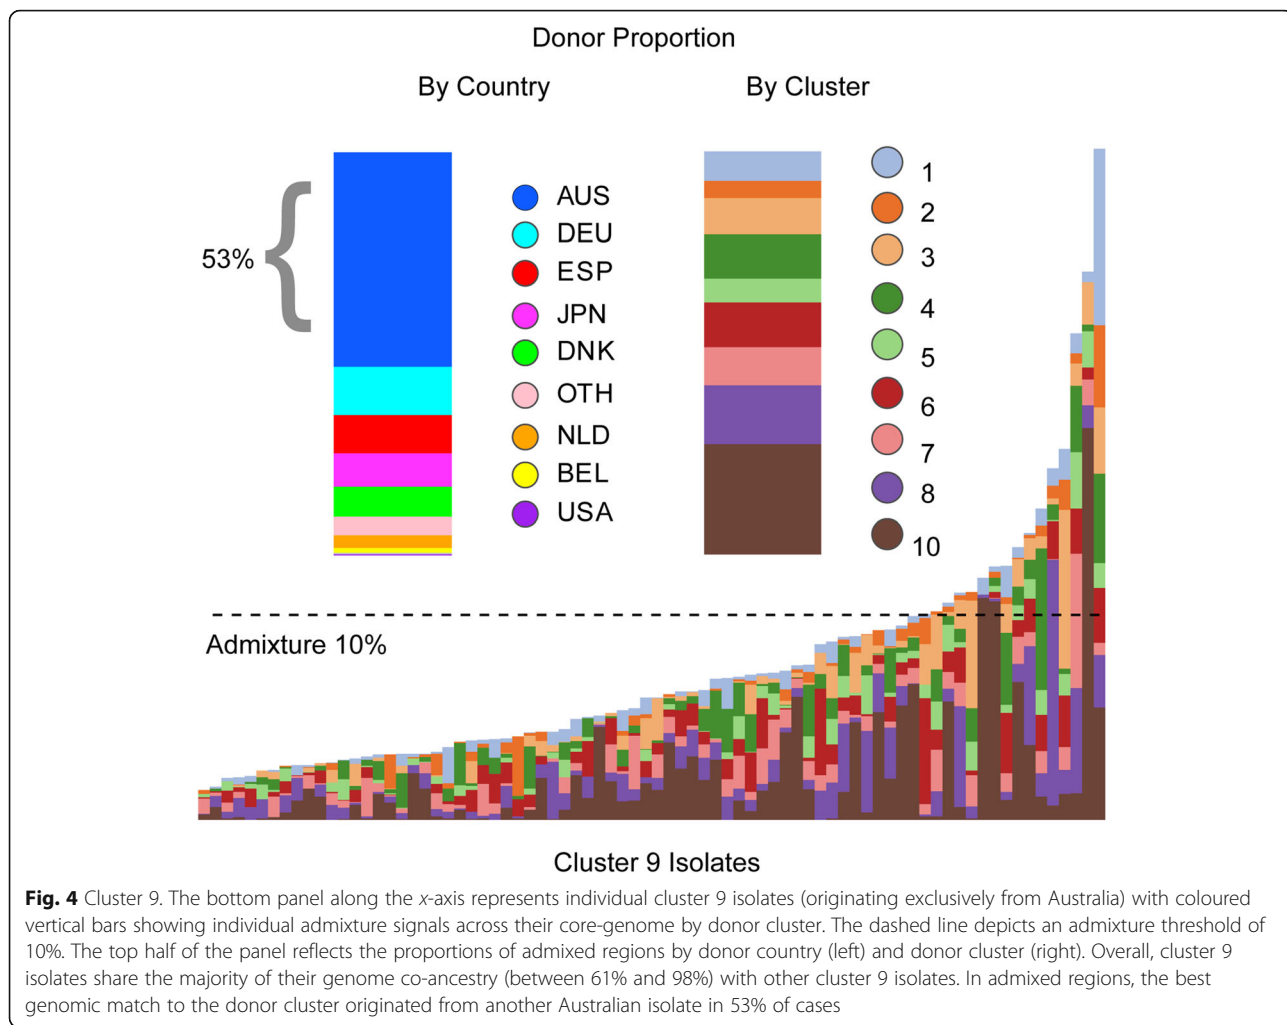 Donor Proportion
By Country
By Cluster
53%
AUS
DEU
ESP
JPN
DNK
OTH
NLD
BEL
USA
1
2
3
4
5
6
7
8
10
Admixture 10%
Cluster 9 Isolates
Fig. 4 Cluster 9. The bottom panel along the x-axis represents individual cluster 9 isolates (originating exclusively from Australia) with coloured
vertical bars showing individual admixture signals across their core-genome by donor cluster. The dashed line depicts an admixture threshold of
10%. The top half of the panel reflects the proportions of admixed regions by donor country (left) and donor cluster (right). Overall, cluster 9
isolates share the majority of their genome co-ancestry (between 61% and 98%) with other cluster 9 isolates. In admixed regions, the best
genomic match to the donor cluster originated from another Australian isolate in 53% of cases